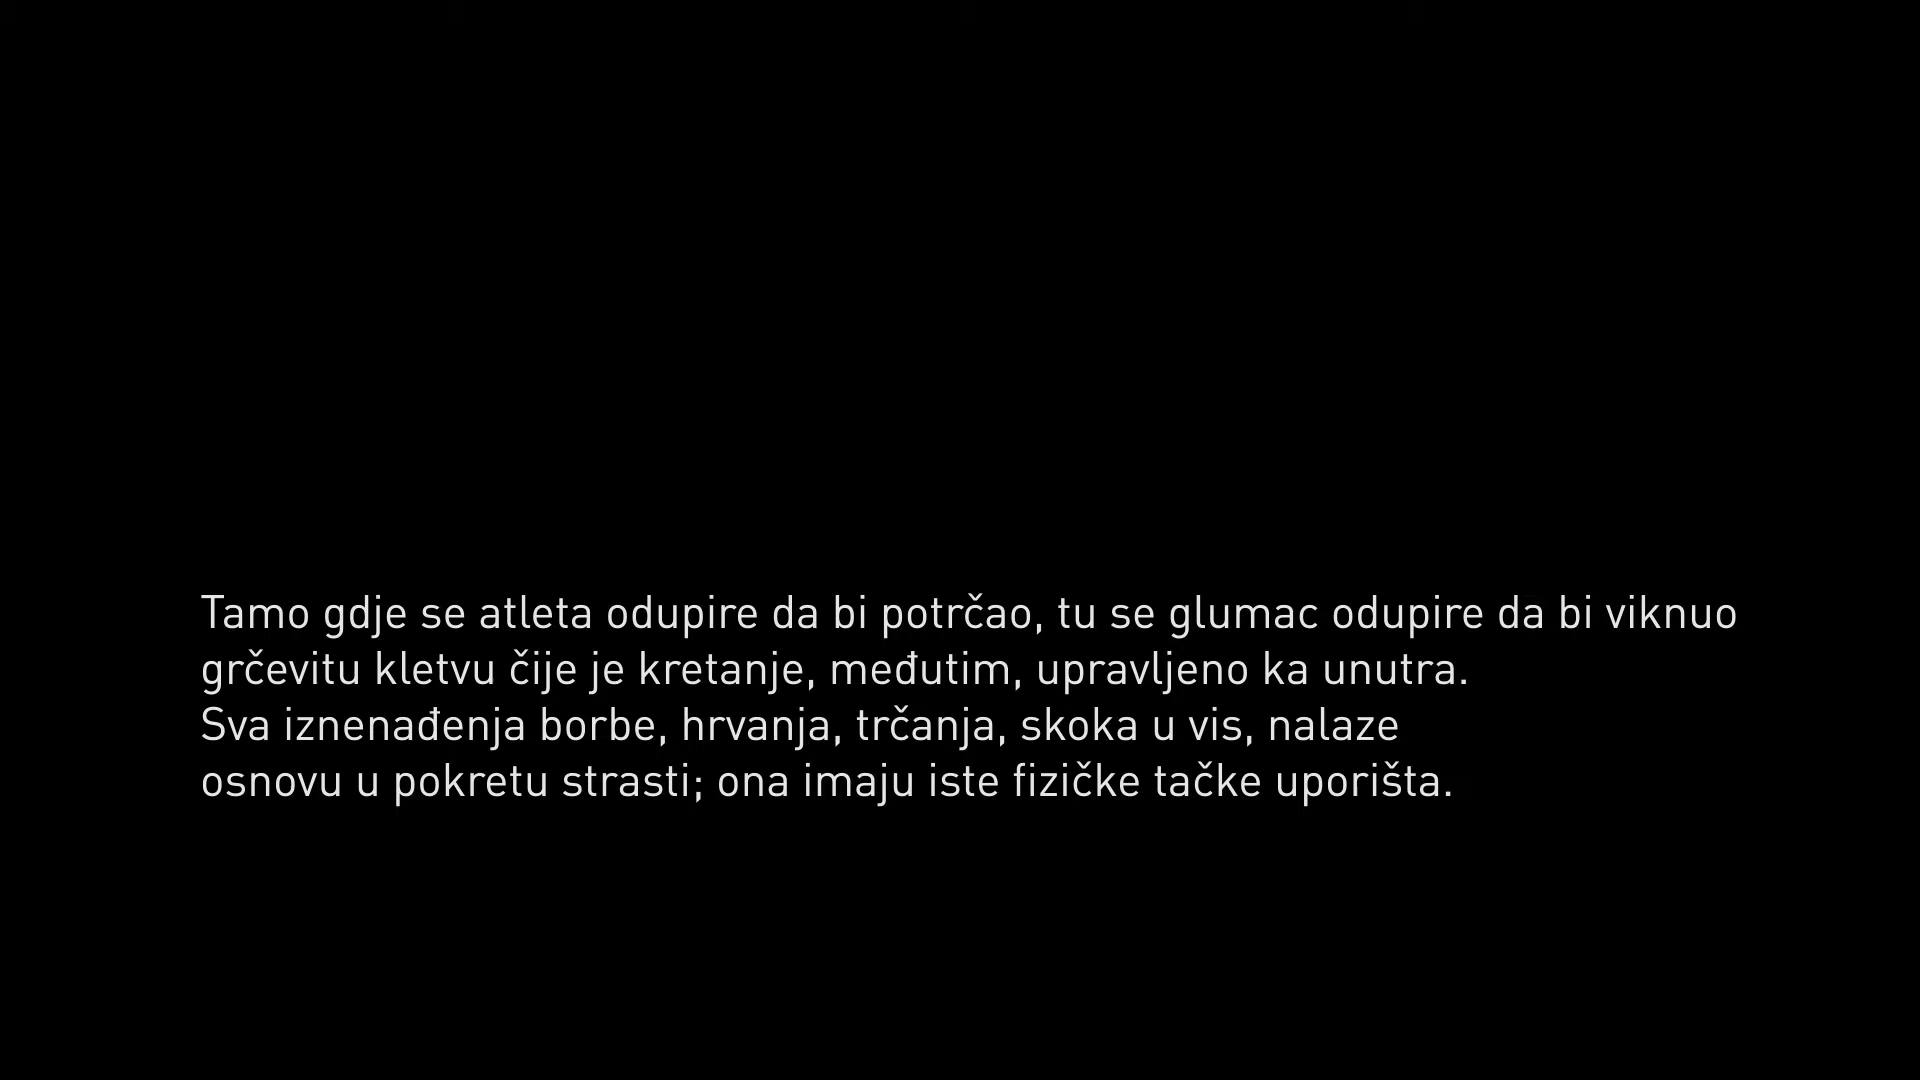 Tamo gdje se atleta odupire da bi potrčao, tu se glumac odupire da bi viknuo
grčevitu kletvu čije je kretanje, međutim, upravljeno ka unutra.
Sva iznenađenja borbe, hrvanja, trčanja, skoka u vis, nalaze
osnovu u pokretu strasti; ona imaju iste fizičke tačke uporišta.